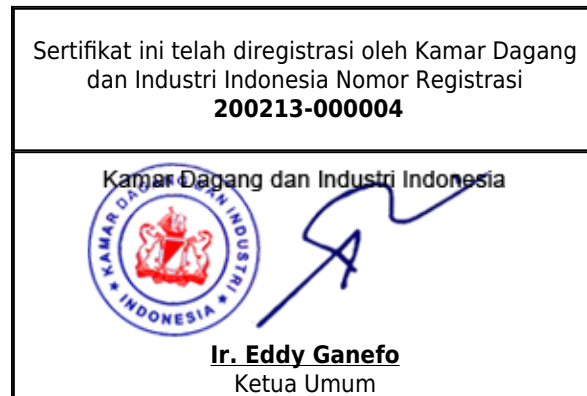 Sertifikat ini telah diregistrasi oleh Kamar Dagang
dan Industri Indonesia Nomor Registrasi
200213-000004
Kamar Dagang dan Industri Indonesia
KAMAR DAGANG DAN INDUSTRI
INDONESIA
Ir. Eddy Ganefo
Ketua Umum